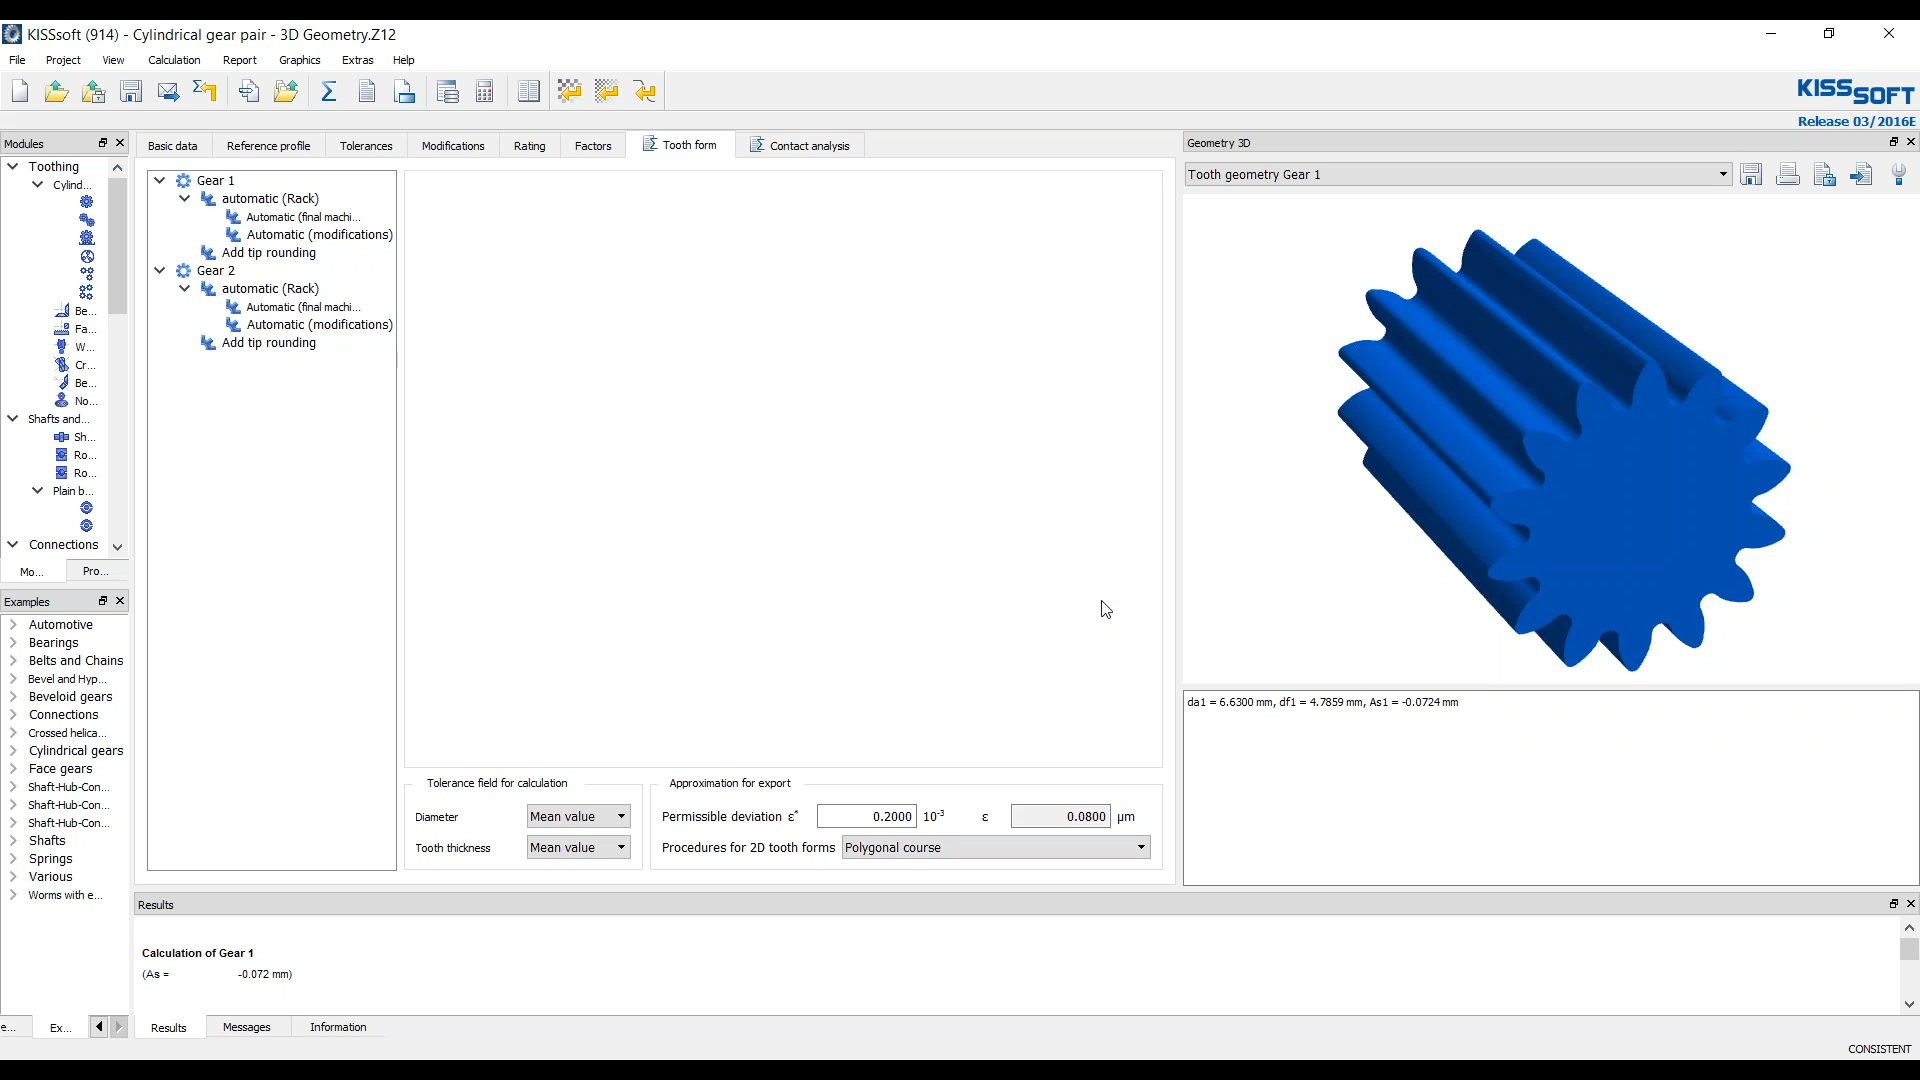 KISSsoft (914) - Cylindrical gear pair - 3D Geometry.Z12
File Project View Calculation Report Graphics Extras Help
KISSSOFT
Release 03/2016E
Modules
Toothing
Cylind...
Be...
Fa...
W...
Cr...
Be...
No...
Shafts and...
Sh...
Ro...
Ro...
Plain b...
Connections
Mo... Pro...
Examples
Automotive
Bearings
Belts and Chains
Bevel and Hyp...
Beveloid gears
Connections
Crossed helica...
Cylindrical gears
Face gears
Shaft-Hub-Con...
Shaft-Hub-Con...
Shaft-Hub-Con...
Shafts
Springs
Various
Worms with e...
e... Ex...
Basic data Reference profile Tolerances Modifications Rating Factors Tooth form Contact analysis
Gear 1
automatic (Rack)
Automatic (final machi...
Automatic (modifications)
Add tip rounding
Gear 2
automatic (Rack)
Automatic (final machi...
Automatic (modifications)
Add tip rounding
Tolerance field for calculation
Diameter Mean value
Tooth thickness Mean value
Approximation for export
Permissible deviation ε* 0.2000 10-3 ε 0.0800 µm
Procedures for 2D tooth forms Polygonal course
Geometry 3D
Tooth geometry Gear 1
da1 = 6.6300 mm, df1 = 4.7859 mm, As1 = -0.0724 mm
Results
Calculation of Gear 1
(As = -0.072 mm)
Results Messages Information
CONSISTENT